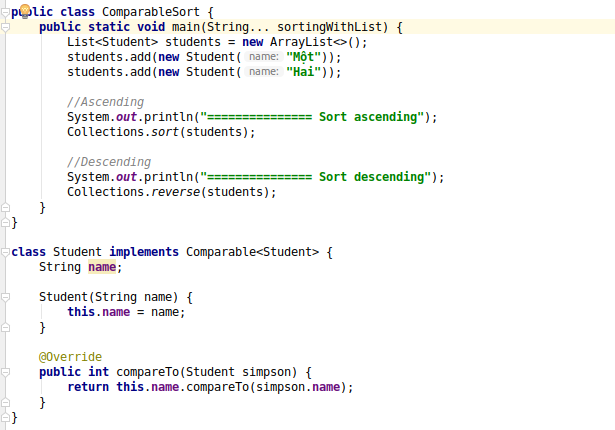 public class ComparableSort {
public static void main(String... sortingWithList) {
List<Student> students = new ArrayList<>();
students.add(new Student( name: "Một"));
students.add(new Student( name: "Hai"));
//Ascending
System.out.println("=============== Sort ascending");
Collections.sort(students);
//Descending
System.out.println("=============== Sort descending");
Collections.reverse(students);
}
}
class Student implements Comparable<Student> {
String name;
Student(String name) {
this.name = name;
}
@Override
public int compareTo(Student simpson) {
return this.name.compareTo(simpson.name);
}
}